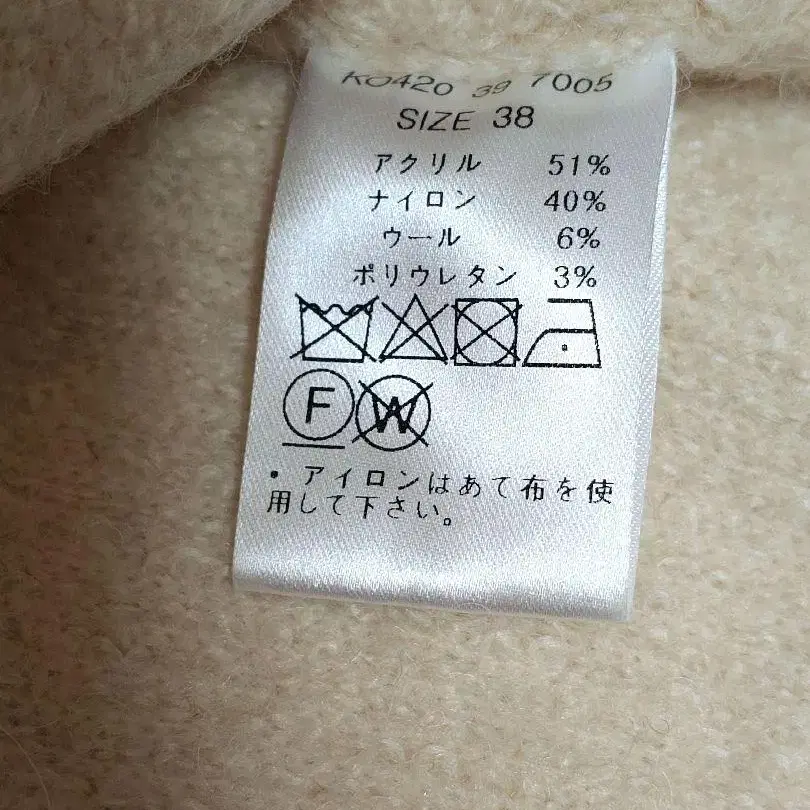 KO420 39 7005
SIZE 38
アクリル 51%
ナイロン 40%
ウール 6%
ポリウレタン 3%
F W
・アイロンはあて布を使
用して下さい。